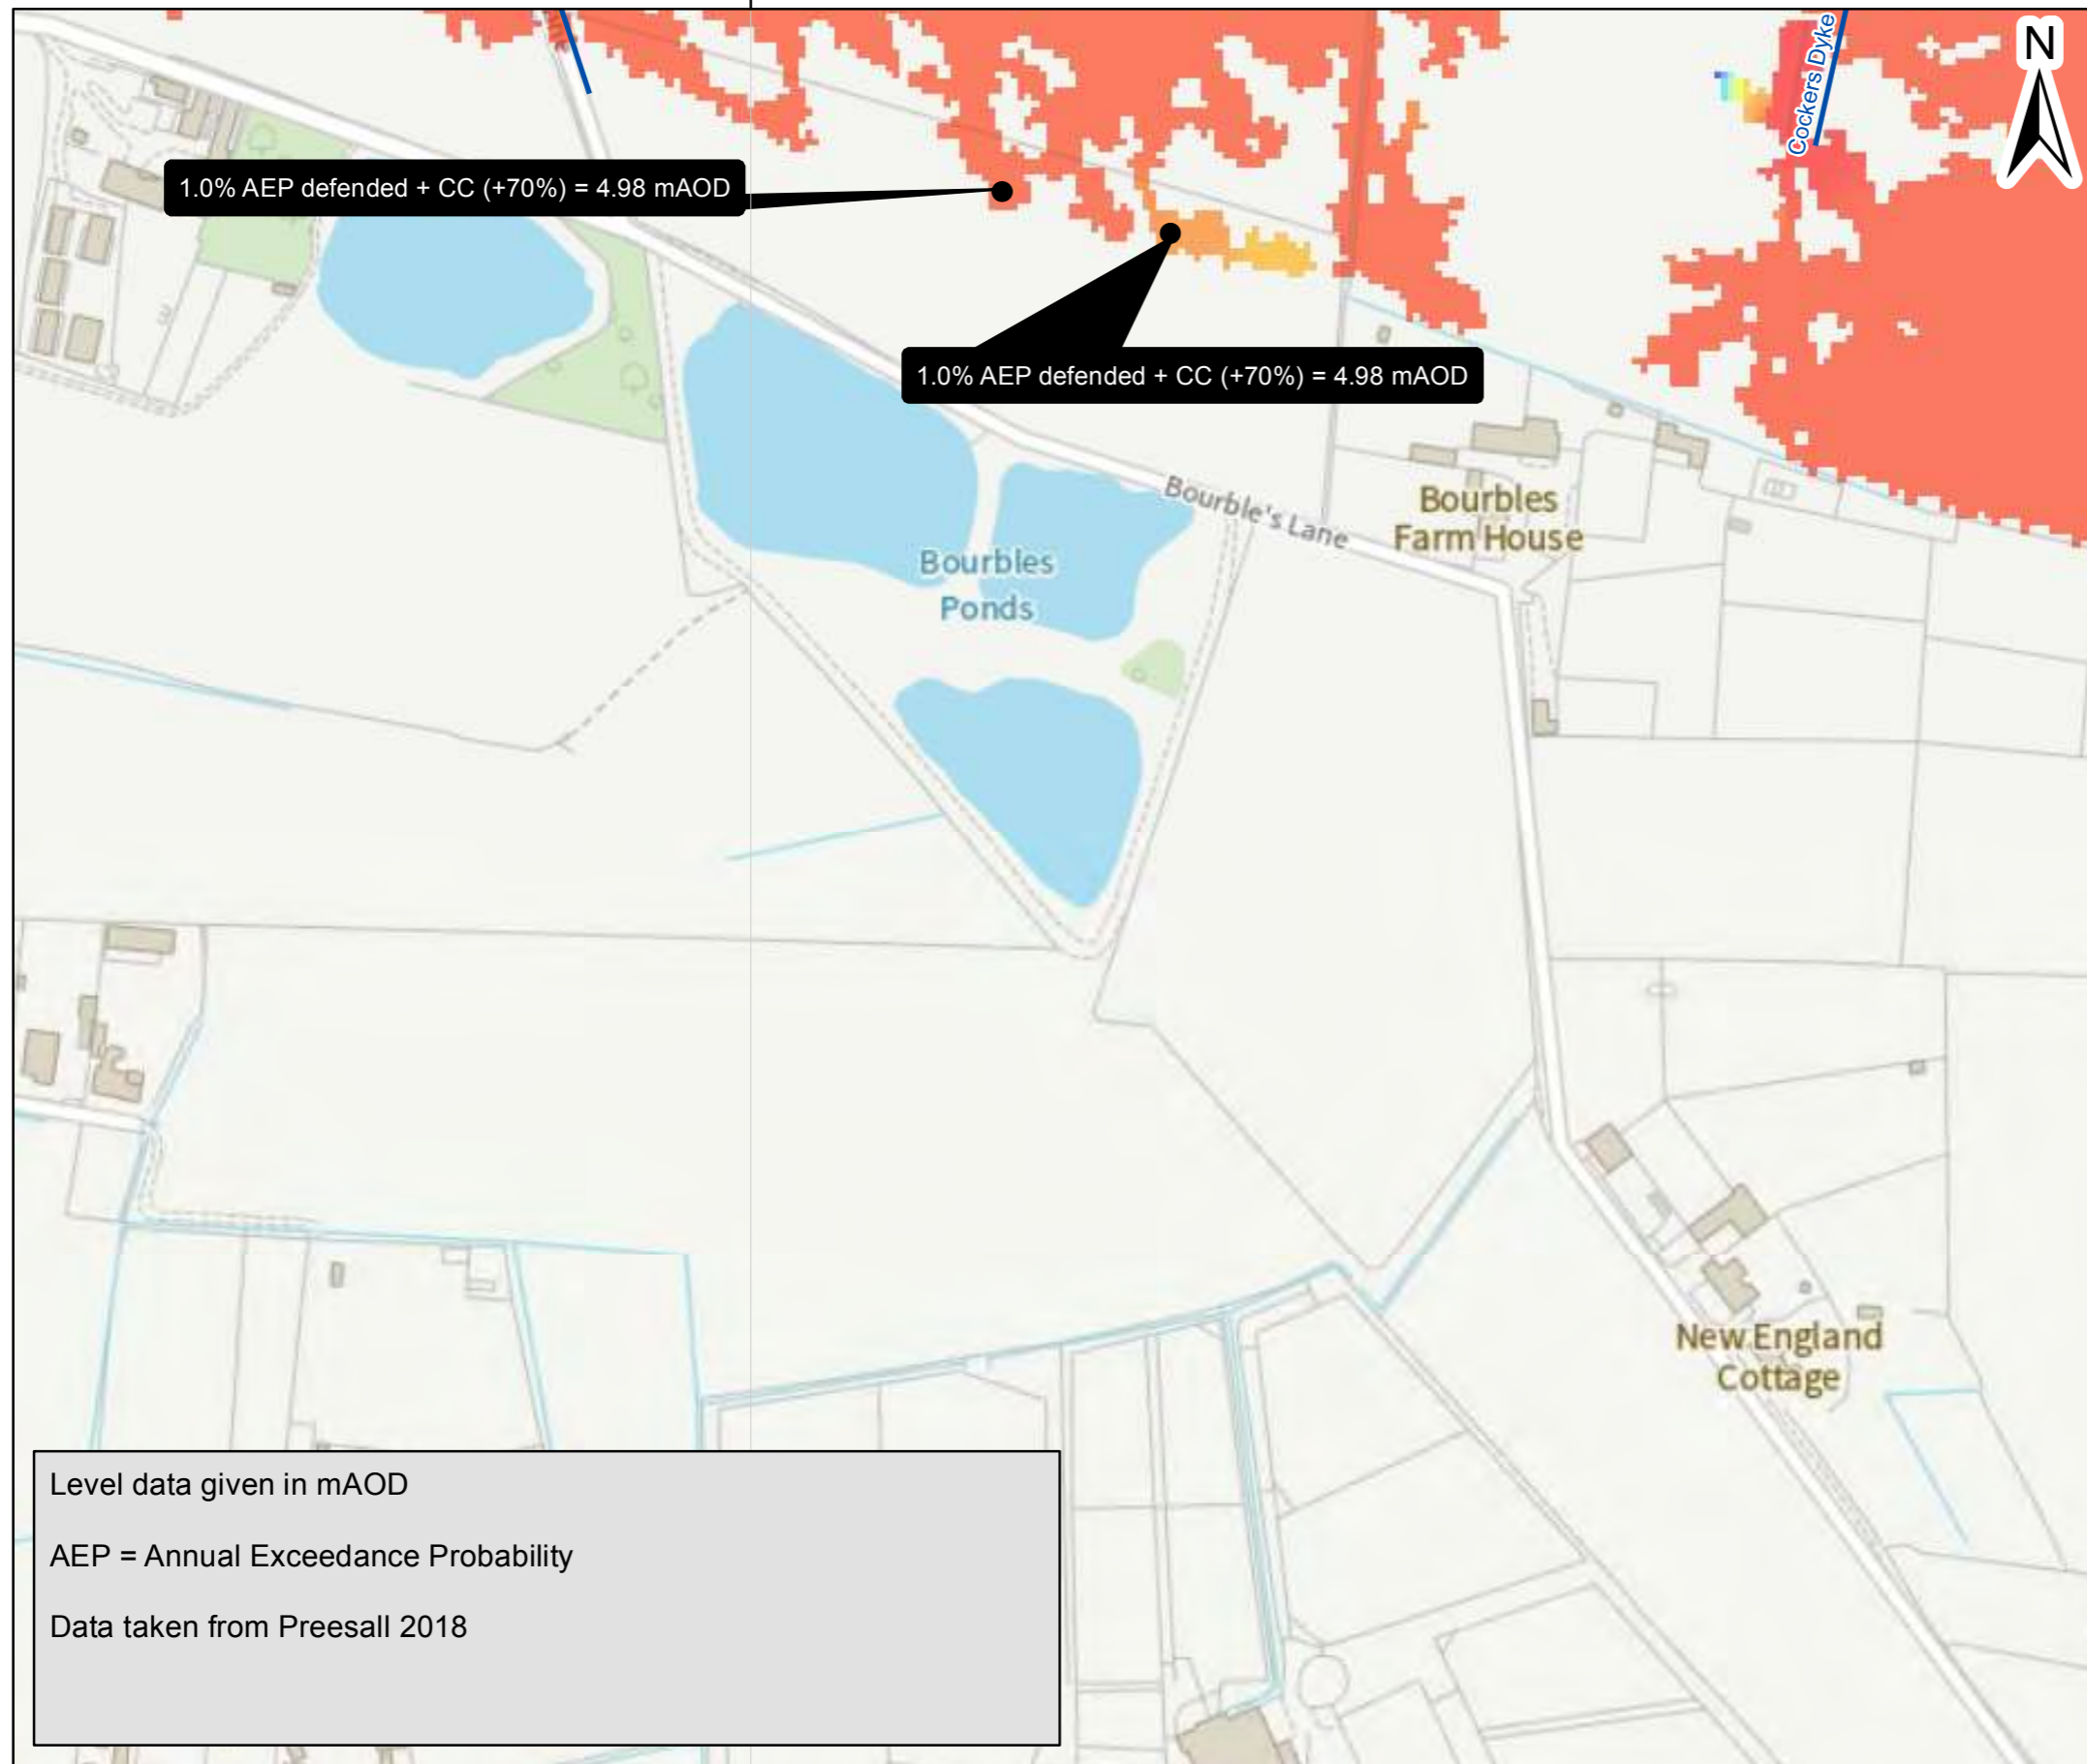 Cockers Dyke
N
1.0% AEP defended + CC (+70%) = 4.98 mAOD
1.0% AEP defended + CC (+70%) = 4.98 mAOD
Bourble's Lane
Bourbles
Farm House
Bourbles
Ponds
New England
Cottage
Level data given in mAOD
AEP = Annual Exceedance Probability
Data taken from Preesall 2018